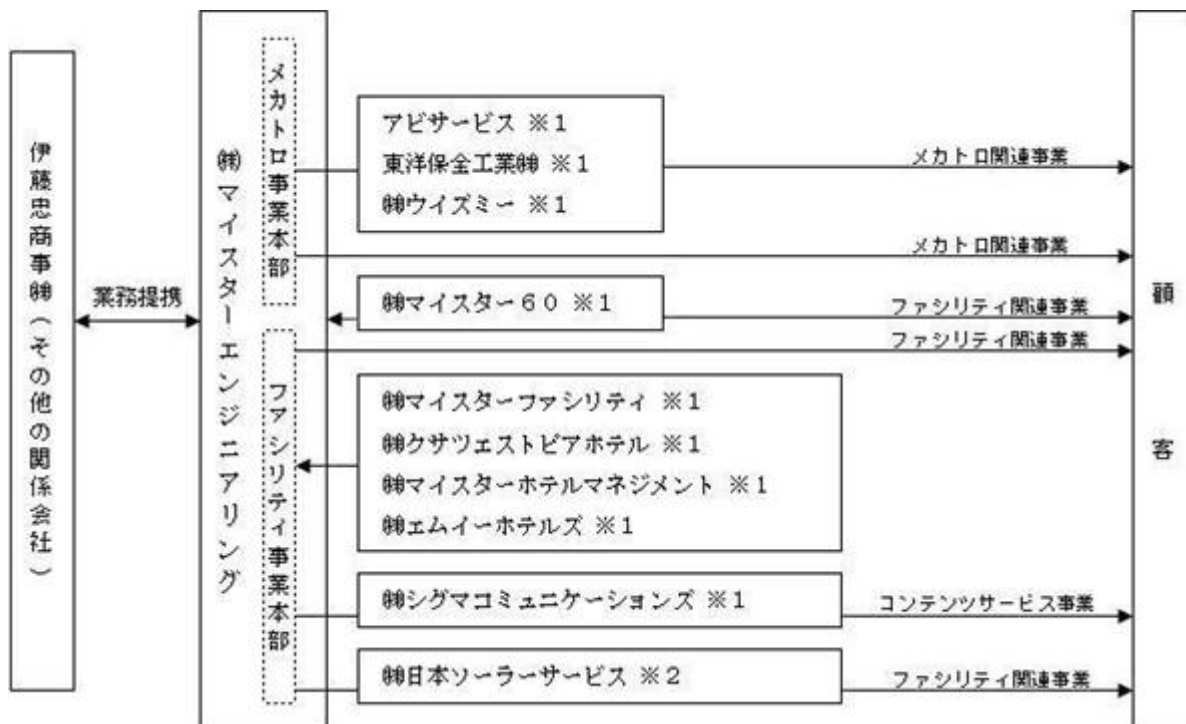 伊藤忠商事㈱(その他の関係会社)
業務提携
㈱マイスターエンジニアリング
メカトロ事業本部
アビサービス ※1
東洋保全工業㈱ ※1
㈱ウイズミー ※1
メカトロ関連事業
メカトロ関連事業
㈱マイスター60 ※1
ファシリティ関連事業
ファシリティ関連事業
ファシリティ事業本部
㈱マイスターファシリティ ※1
㈱クサツエストピアホテル ※1
㈱マイスターホテルマネジメント ※1
㈱エムイーホテルズ ※1
㈱シグマコミュニケーションズ ※1
コンテンツサービス事業
㈱日本ソーラーサービス ※2
ファシリティ関連事業
顧客